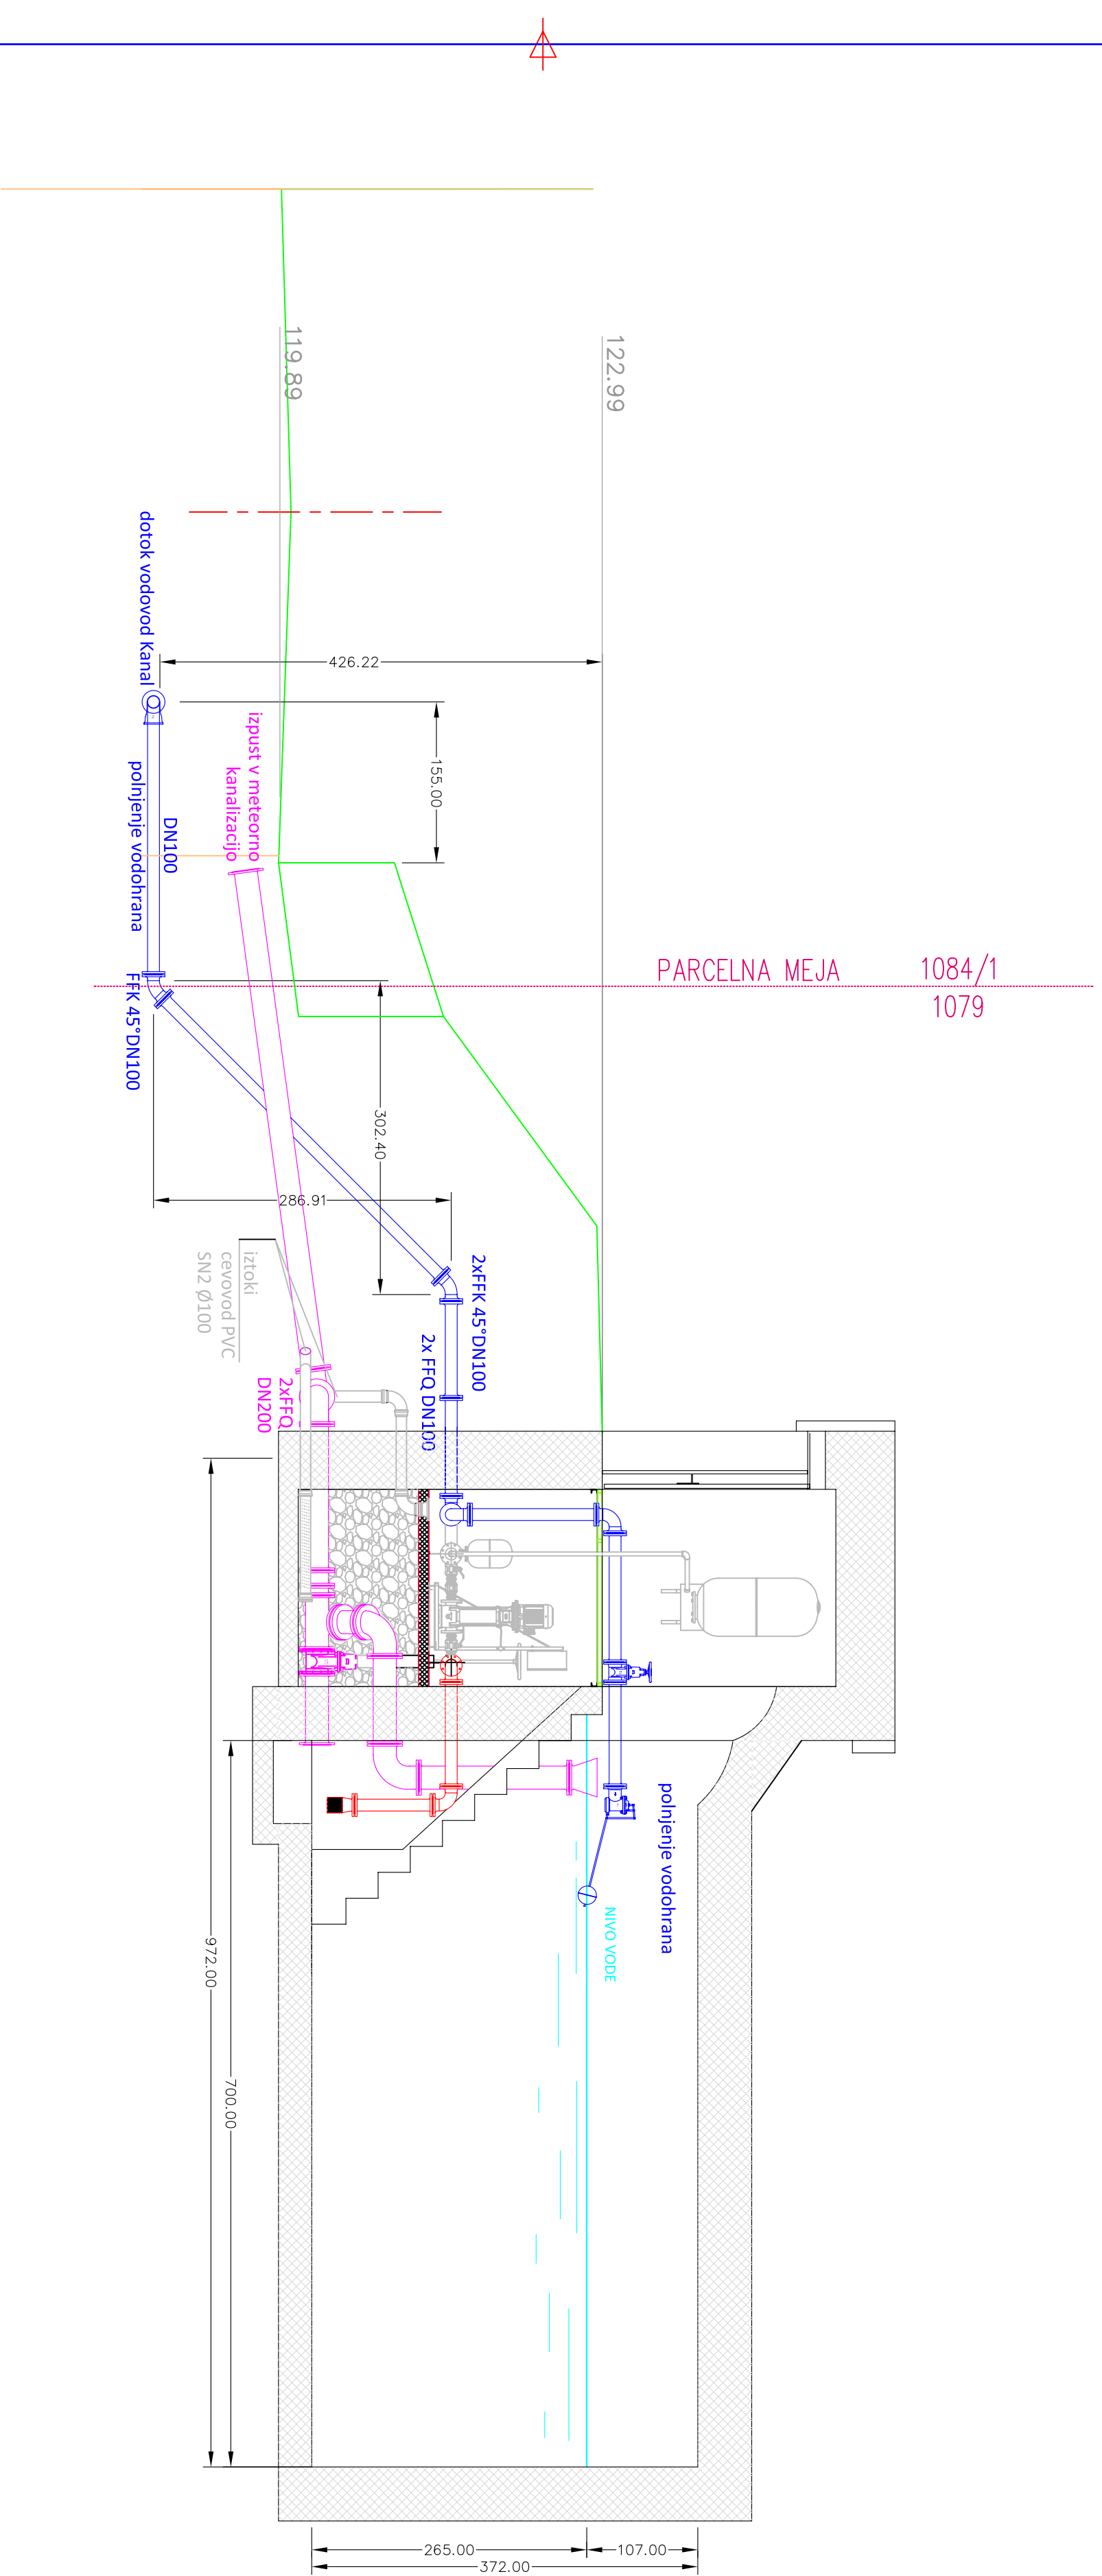 119.89
122.99
426.22
155.00
dotok vodovod Kanal
izpust v meteorno
kanalizacijo
DN100
polnjenje vodohrana
FFK 45°DN100
PARCELNA MEJA
1084/1
1079
302.40
286.91
iztoki
cevovod PVC
SN2 Ø100
2xFFK 45°DN100
2x FFQ DN100
2xFFQ
DN200
polnjenje vodohrana
NIVO VODE
972.00
700.00
265.00
107.00
372.00